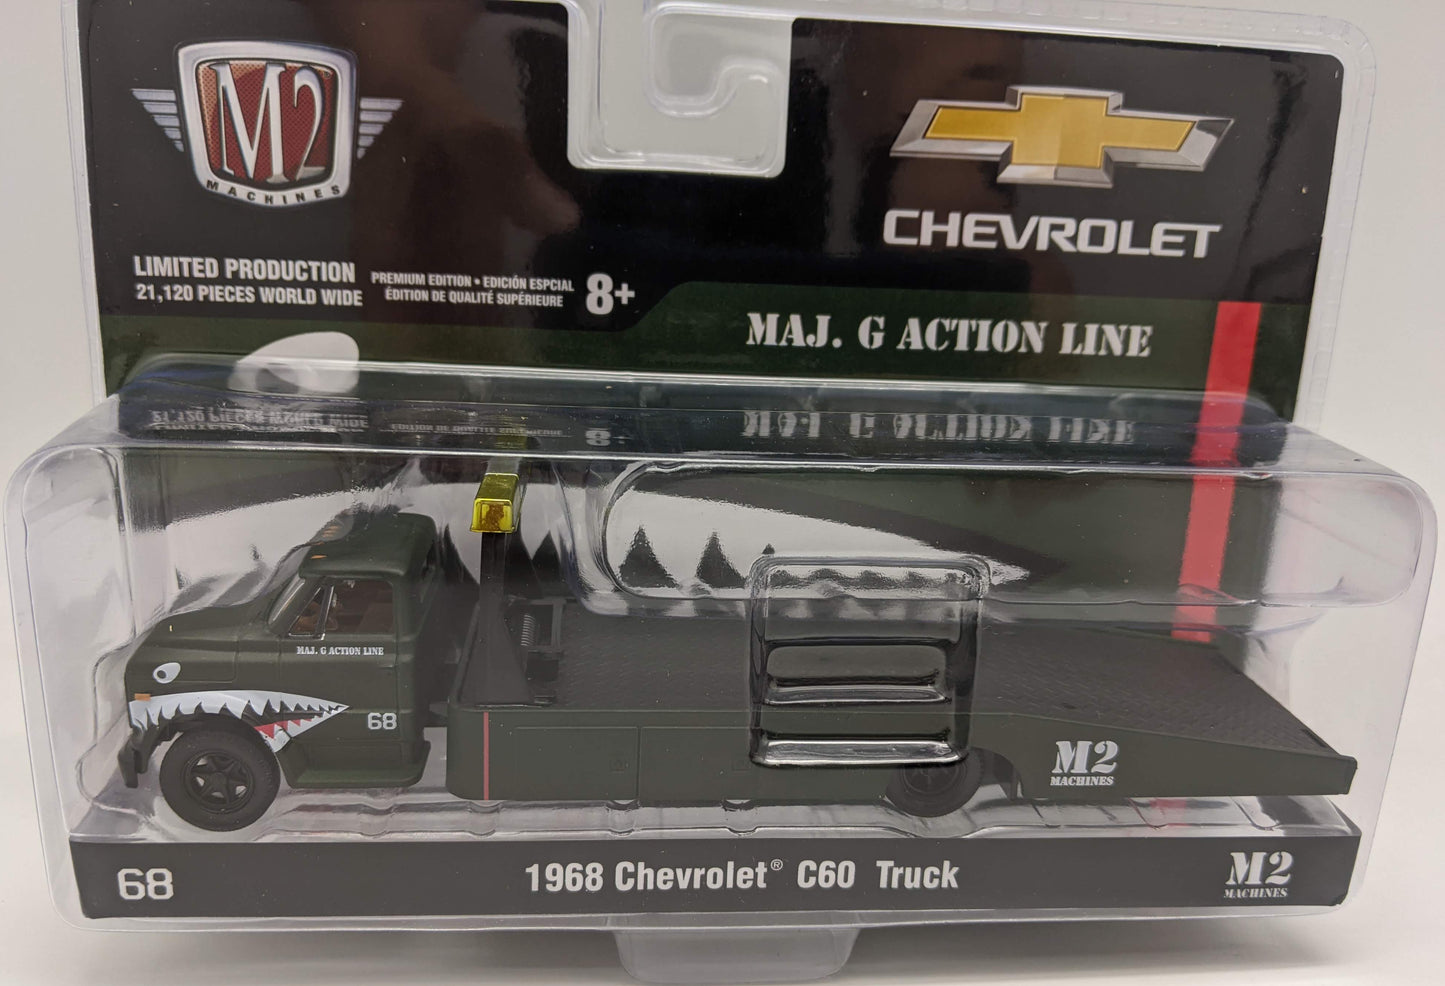 M2
MACHINES
CHEVROLET
LIMITED PRODUCTION
21,120 PIECES WORLD WIDE
PREMIUM EDITION • EDICIÓN ESPCIAL
ÉDITION DE QUALITÉ SUPÉRIEURE
8+
MAJ. G ACTION LINE
MAJ. G ACTION LINE
68
M2
MACHINES
68
1968 Chevrolet® C60 Truck
M2
MACHINES